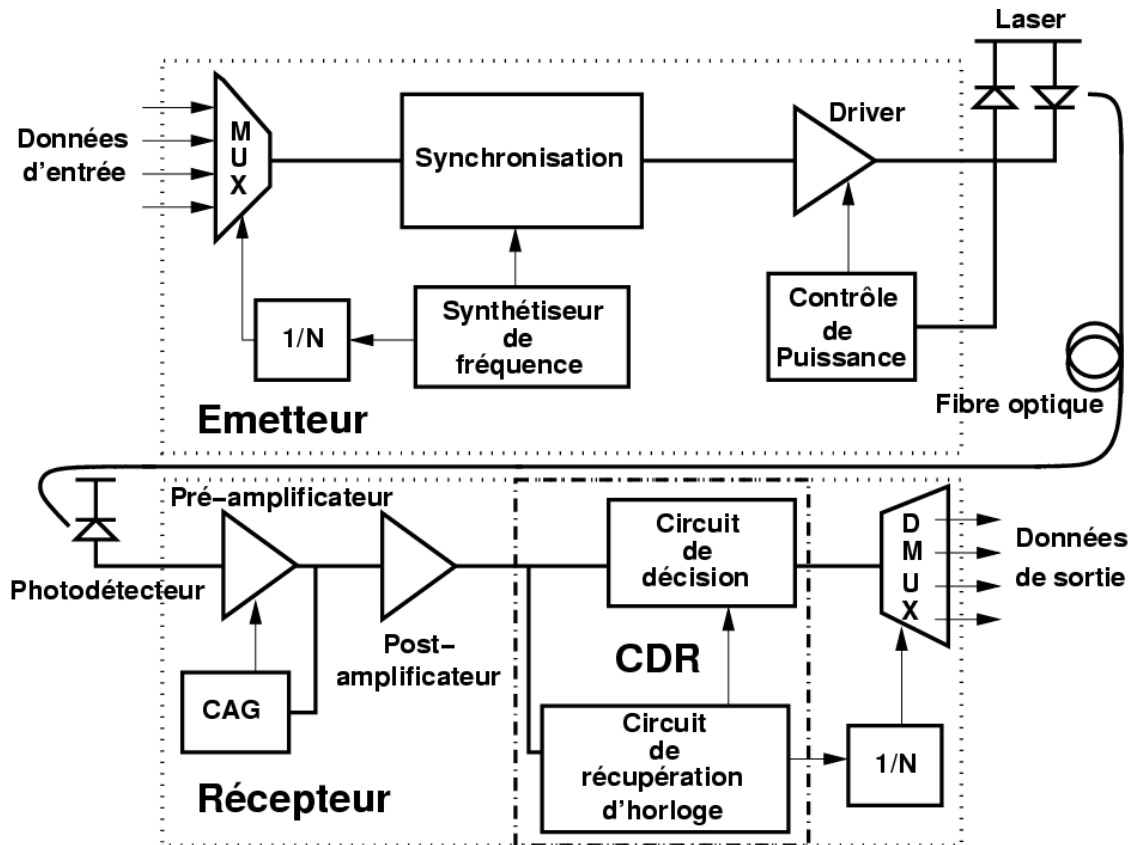 Laser
Données
d'entrée
M
U
X
Synchronisation
Driver
1/N
Synthétiseur
de
fréquence
Contrôle
de
Puissance
Emetteur
Fibre optique
Pré-amplificateur
Photodétecteur
CAG
Post-
amplificateur
Circuit
de
décision
CDR
Circuit
de
récupération
d'horloge
D
M
U
X
1/N
Données
de sortie
Récepteur